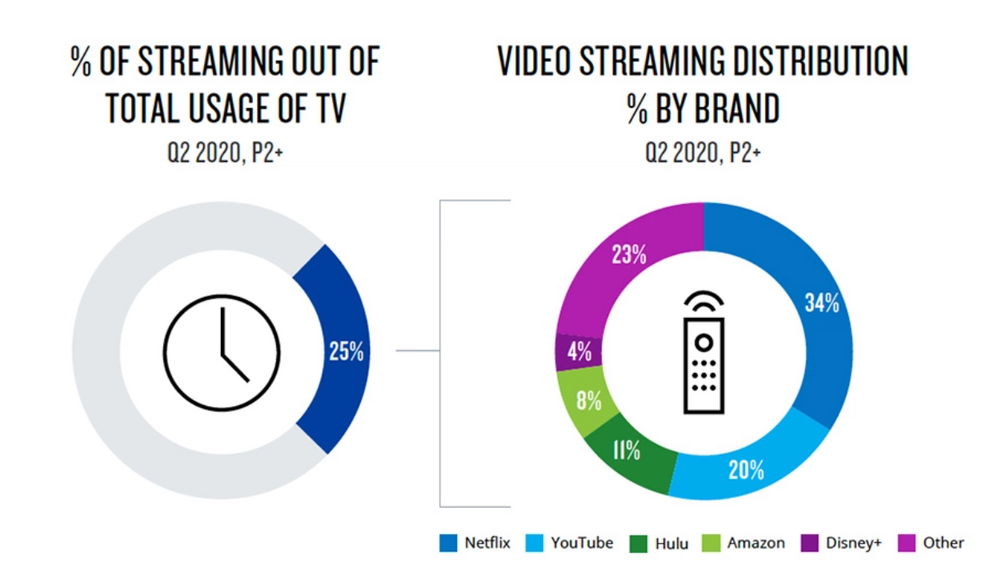 % OF STREAMING OUT OF
TOTAL USAGE OF TV
Q2 2020, P2+
25%
VIDEO STREAMING DISTRIBUTION
% BY BRAND
Q2 2020, P2+
34%
20%
11%
8%
4%
23%
Netflix YouTube Hulu Amazon Disney+ Other